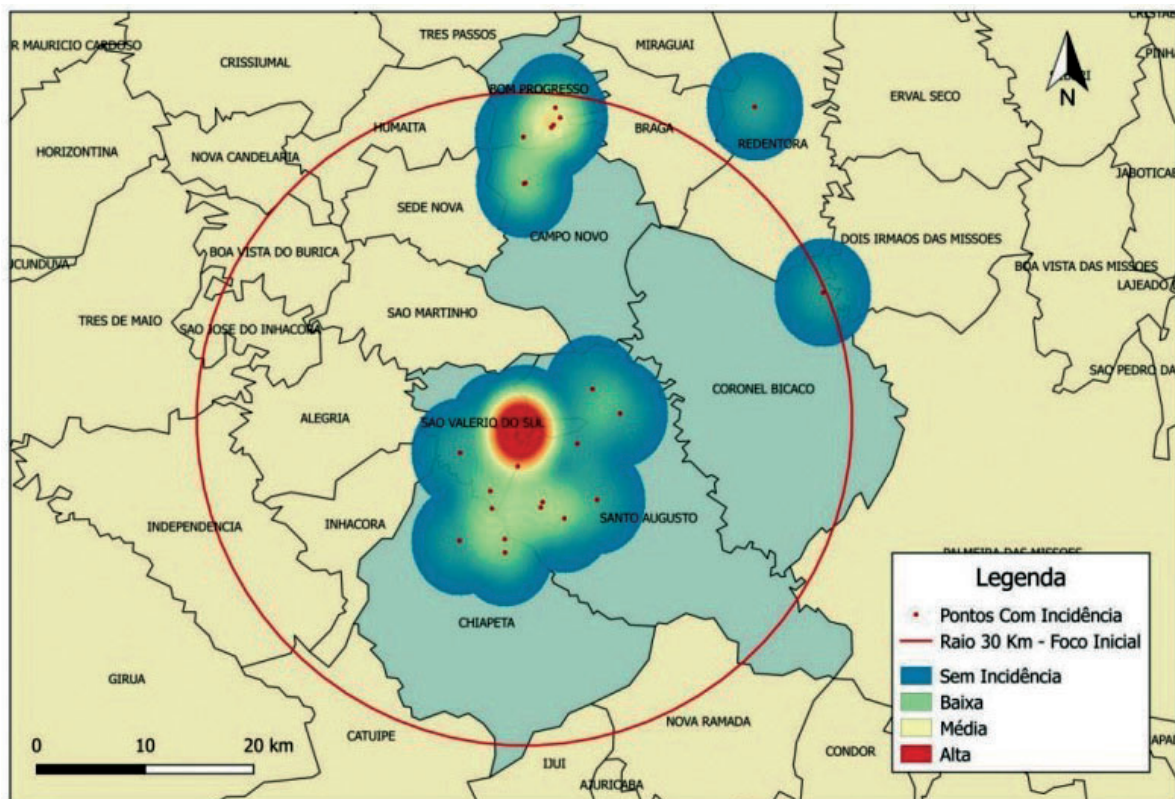 TRES PASSOS
MIRAGUAI
R MAURICIO CARDOSO
CRISSIUMAL
BOM PROGRESSO
ERVAL SECO
HUMAITA
BRAGA
REDENTORA
HORIZONTINA
NOVA CANDELARIA
N
SEDE NOVA
CAMPO NOVO
DOIS IRMAOS DAS MISSOES
BOA VISTA DO BURICA
UCUNDUVA
BOA VISTA DAS MISSOES
LAJEADO
TRES DE MAIO
SAO JOSE DO INHACORA
SAO MARTINHO
SAO PEDRO DA
CORONEL BICACO
ALEGRIA
SAO VALERIO DO SUL
INDEPENDENCIA
INHACORA
SANTO AUGUSTO
PALMEIRA DAS MISSOES
CHIAPETA
GIRUA
CATUIPE
NOVA RAMADA
CONDOR
IJUI
AJURICABA
JABOTICAB
PINHA
0 10 20 km
Legenda
Pontos Com Incidência
Raio 30 Km - Foco Inicial
Sem Incidência
Baixa
Média
Alta